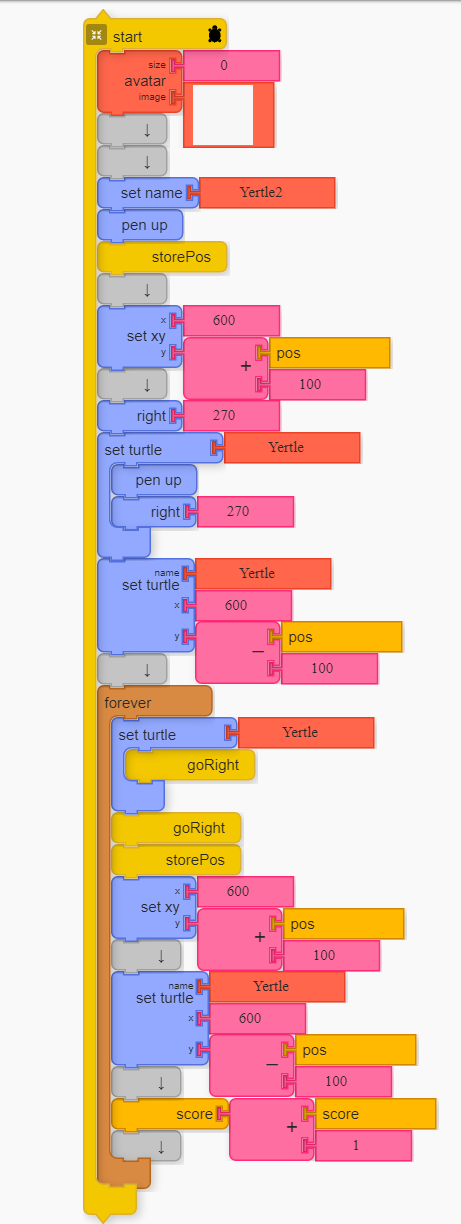 start
size 0
avatar
image
↓
↓
set name Yertle2
pen up
storePos
↓
x 600
set xy
y + pos
100
↓
right 270
set turtle Yertle
pen up
right 270
name Yertle
set turtle
x 600
y − pos
100
↓
forever
set turtle Yertle
goRight
goRight
storePos
x 600
set xy
y + pos
100
↓
name Yertle
set turtle
x 600
y − pos
100
↓
score + score
1
↓